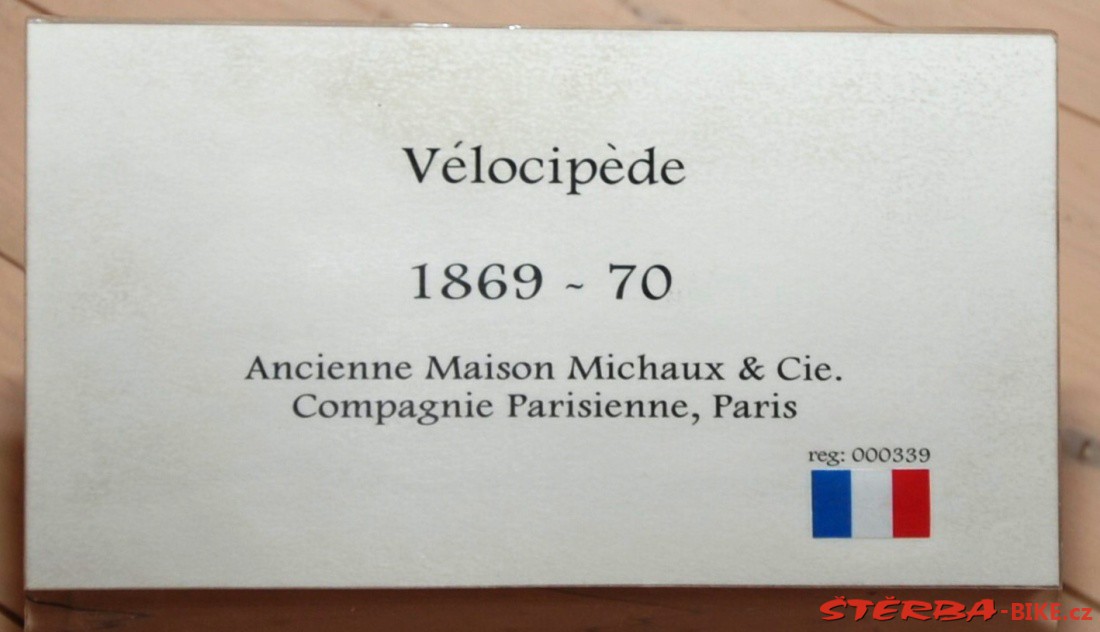 Vélocipède
1869 ~ 70
Ancienne Maison Michaux & Cie.
Compagnie Parisienne, Paris
reg: 000339
ŠTĚRBA-BIKE.cz